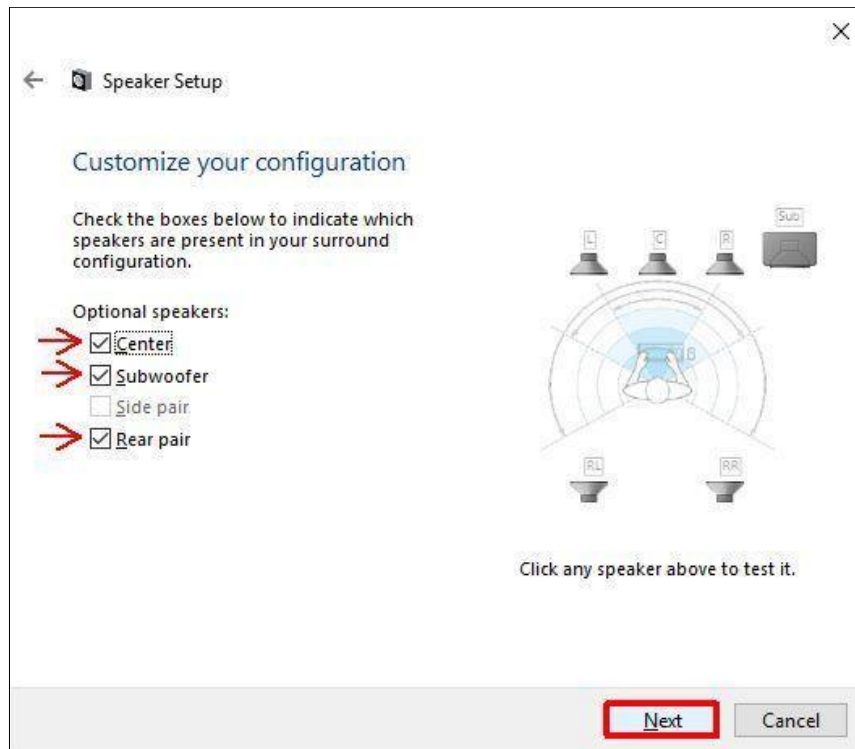 Speaker Setup
Customize your configuration
Check the boxes below to indicate which
speakers are present in your surround
configuration.
Optional speakers:
Center
Subwoofer
Side pair
Rear pair
L
C
R
Sub
RL
RR
Click any speaker above to test it.
Next
Cancel